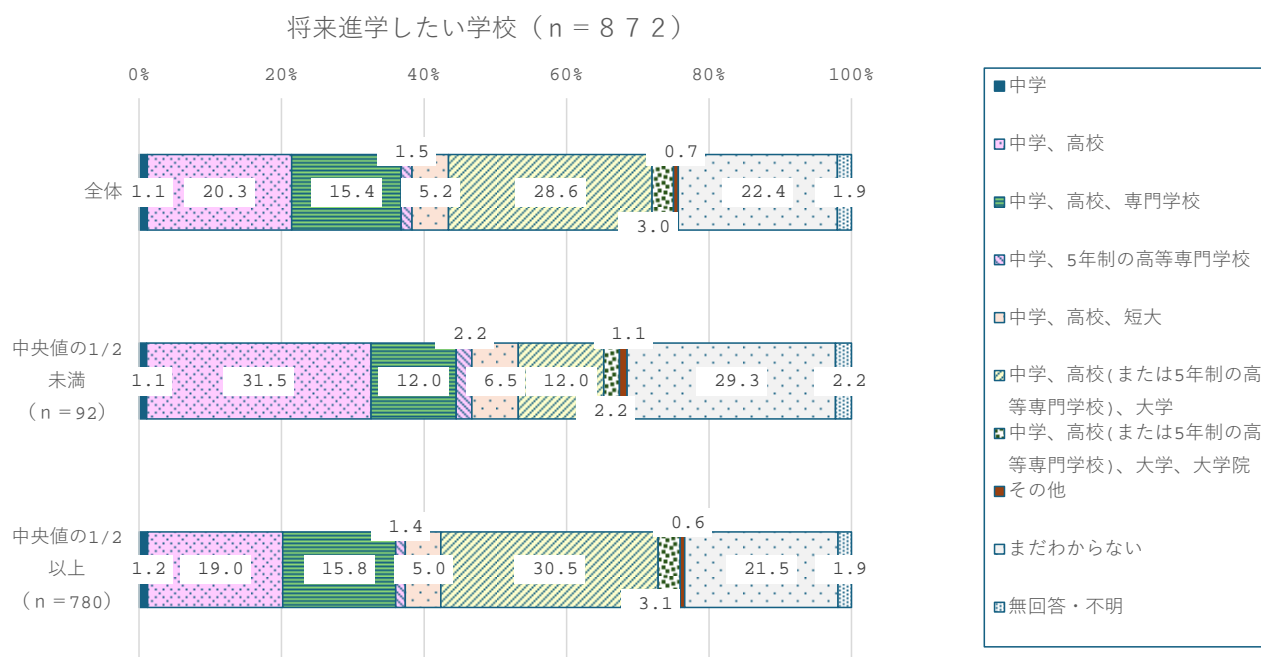 将来進学したい学校（ｎ＝８７２）
0% 20% 40% 60% 80% 100%
1.5 0.7
全体 1.1 20.3 15.4 5.2 28.6 22.4 1.9
3.0
中央値の1/2
未満
（ｎ＝92）
2.2 1.1
1.1 31.5 12.0 6.5 12.0 29.3 2.2
2.2
中央値の1/2
以上
（ｎ＝780）
1.4 0.6
1.2 19.0 15.8 5.0 30.5 21.5 1.9
3.1
中学
中学、高校
中学、高校、専門学校
中学、5年制の高等専門学校
中学、高校、短大
中学、高校(または5年制の高
等専門学校)、大学
中学、高校(または5年制の高
等専門学校)、大学、大学院
その他
まだわからない
無回答・不明